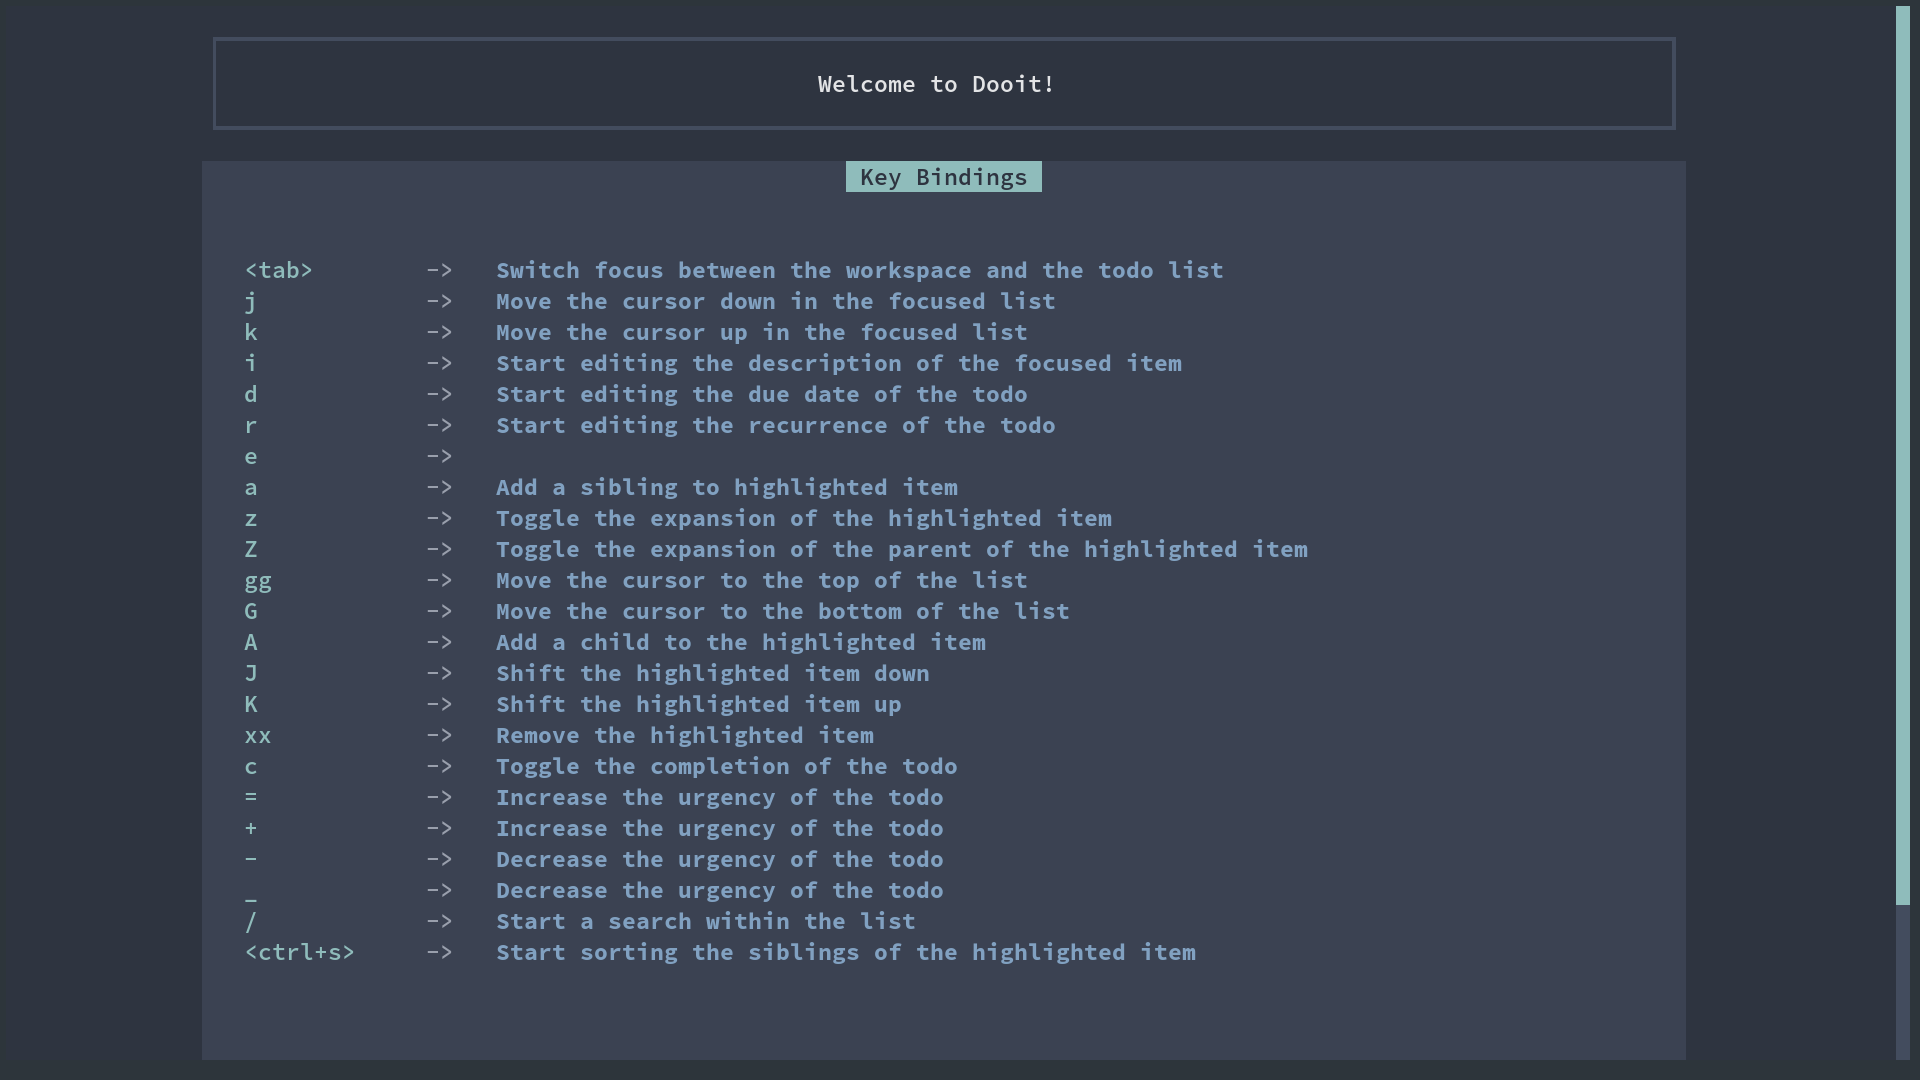 Welcome to Dooit!
Key Bindings
<tab> -> Switch focus between the workspace and the todo list
j -> Move the cursor down in the focused list
k -> Move the cursor up in the focused list
i -> Start editing the description of the focused item
d -> Start editing the due date of the todo
r -> Start editing the recurrence of the todo
e ->
a -> Add a sibling to highlighted item
z -> Toggle the expansion of the highlighted item
Z -> Toggle the expansion of the parent of the highlighted item
gg -> Move the cursor to the top of the list
G -> Move the cursor to the bottom of the list
A -> Add a child to the highlighted item
J -> Shift the highlighted item down
K -> Shift the highlighted item up
xx -> Remove the highlighted item
c -> Toggle the completion of the todo
= -> Increase the urgency of the todo
+ -> Increase the urgency of the todo
- -> Decrease the urgency of the todo
_ -> Decrease the urgency of the todo
/ -> Start a search within the list
<ctrl+s> -> Start sorting the siblings of the highlighted item